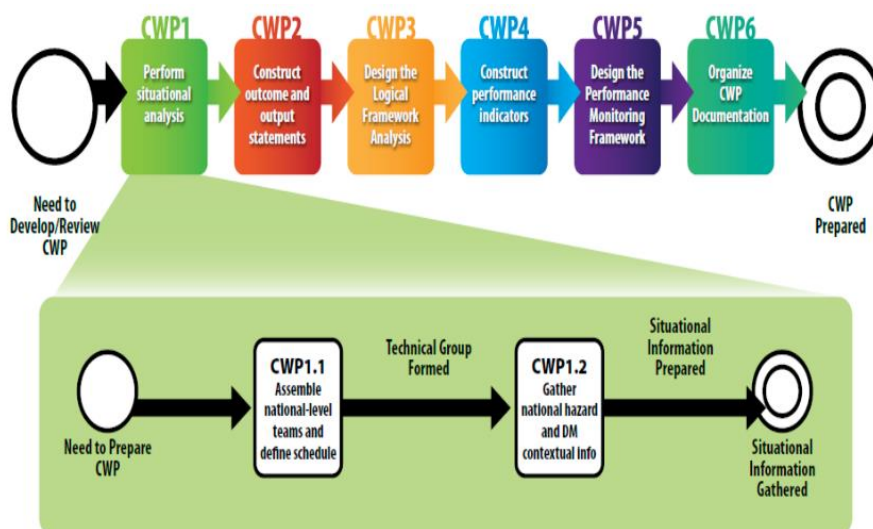 CWP1
Perform
situational
analysis
CWP2
Construct
outcome and
output
statements
CWP3
Design the
Logical
Framework
Analysis
CWP4
Construct
performance
indicators
CWP5
Design the
Performance
Monitoring
Framework
CWP6
Organize
CWP
Documentation
Need to
Develop/Review
CWP
CWP
Prepared
Need to Prepare
CWP
CWP1.1
Assemble
national-level
teams and
define schedule
Technical Group
Formed
CWP1.2
Gather
national hazard
and DM
contextual info
Situational
Information
Prepared
Situational
Information
Gathered